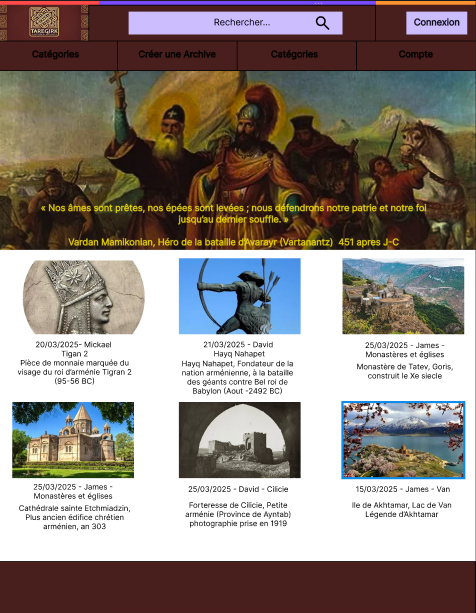 TAREGIRK
Rechercher...
Connexion
Catégories
Créer une Archive
Catégories
Compte
« Nos âmes sont prêtes, nos épées sont levées ; nous défendrons notre patrie et notre foi
jusqu'au dernier souffle. »
Vardan Mamikonian, Héro de la bataille d'Avarayr (Vartanantz) 451 apres J-C
20/03/2025- Mickael
Tigan 2
Pièce de monnaie marquée du
visage du roi d'arménie Tigran 2
(95-56 BC)
21/03/2025 - David
Hayq Nahapet
Hayq Nahapet, Fondateur de la
nation arménienne, à la bataille
des géants contre Bel roi de
Babylon (Aout -2492 BC)
25/03/2025 - James -
Monastères et églises
Monastère de Tatev, Goris,
construit le Xe siecle
25/03/2025 - James -
Monastères et églises
Cathédrale sainte Etchmiadzin,
Plus ancien édifice chrétien
arménien, an 303
25/03/2025 - David - Cilicie
Forteresse de Cilicie, Petite
arménie (Province de Ayntab)
photographie prise en 1919
15/03/2025 - James - Van
Ile de Akhtamar, Lac de Van
Légende d'Akhtamar